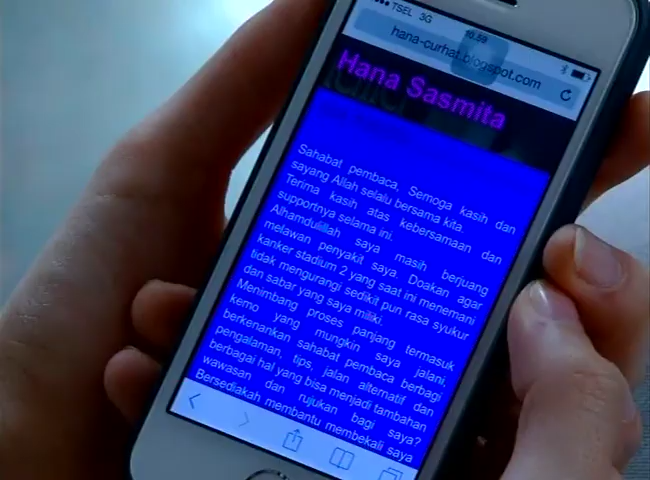 TSEL 3G
10.59
hana-curhat.blogspot.com
Hana Sasmita
Sahabat pembaca, Semoga kasih dan
sayang Allah selalu bersama kita.
Terima kasih atas kebersamaan dan
supportnya selama ini.
Alhamdulillah saya masih berjuang
melawan penyakit saya. Doakan agar
kanker stadium 2 yang saat ini menemani
tidak mengurangi sedikit pun rasa syukur
dan sabar yang saya miliki.
Menimbang proses panjang termasuk
kemo yang mungkin saya jalani,
berkenankan sahabat pembaca berbagi
pengalaman, tips, jalan alternatif dan
berbagai hal yang bisa menjadi tambahan
wawasan dan rujukan bagi saya?
Bersediakah membantu membekali saya